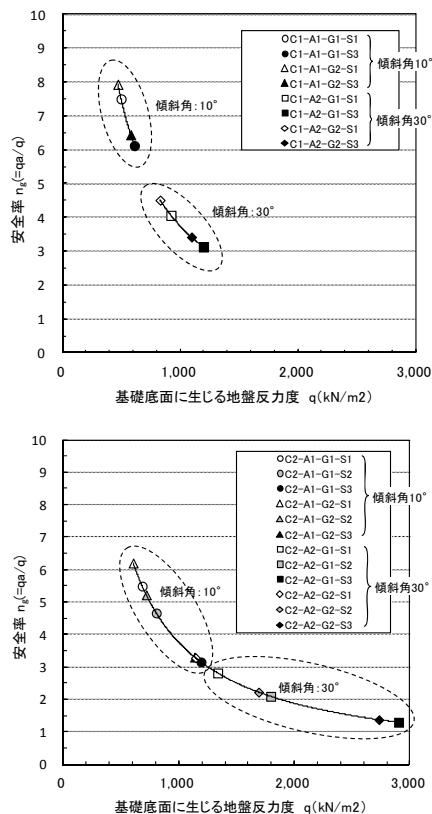 10
9
8
7
6
5
4
3
2
1
0
安全率 ng(=qa/q)
0
1,000
2,000
3,000
基礎底面に生じる地盤反力度 q(kN/m2)
傾斜角:10°
傾斜角:30°
C1-A1-G1-S1
C1-A1-G1-S3
C1-A1-G2-S1
C1-A1-G2-S3
C1-A2-G1-S1
C1-A2-G1-S3
C1-A2-G2-S1
C1-A2-G2-S3
傾斜角10°
傾斜角30°
10
9
8
7
6
5
4
3
2
1
0
安全率 ng(=qa/q)
0
1,000
2,000
3,000
基礎底面に生じる地盤反力度 q(kN/m2)
傾斜角:10°
傾斜角:30°
C2-A1-G1-S1
C2-A1-G1-S2
C2-A1-G1-S3
C2-A1-G2-S1
C2-A1-G2-S2
C2-A1-G2-S3
C2-A2-G1-S1
C2-A2-G1-S2
C2-A2-G1-S3
C2-A2-G2-S1
C2-A2-G2-S2
C2-A2-G2-S3
傾斜角10°
傾斜角30°